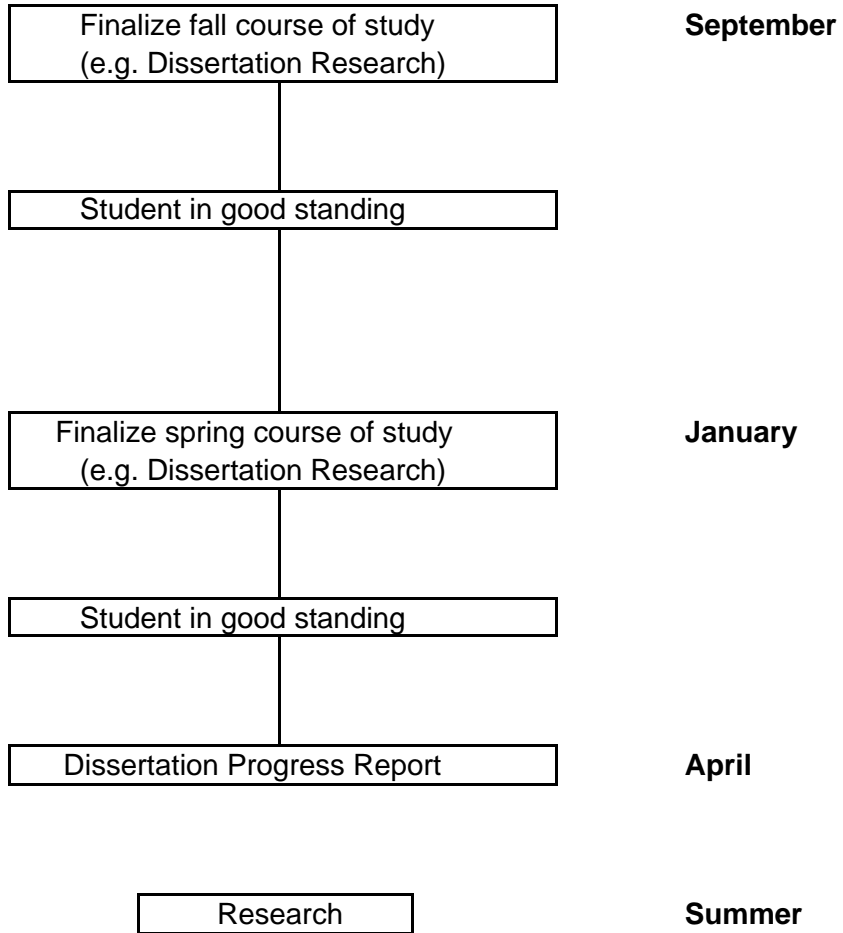 Finalize fall course of study September
(e.g. Dissertation Research)
Student in good standing
Finalize spring course of study January
(e.g. Dissertation Research)
Student in good standing
Dissertation Progress Report April
Research Summer